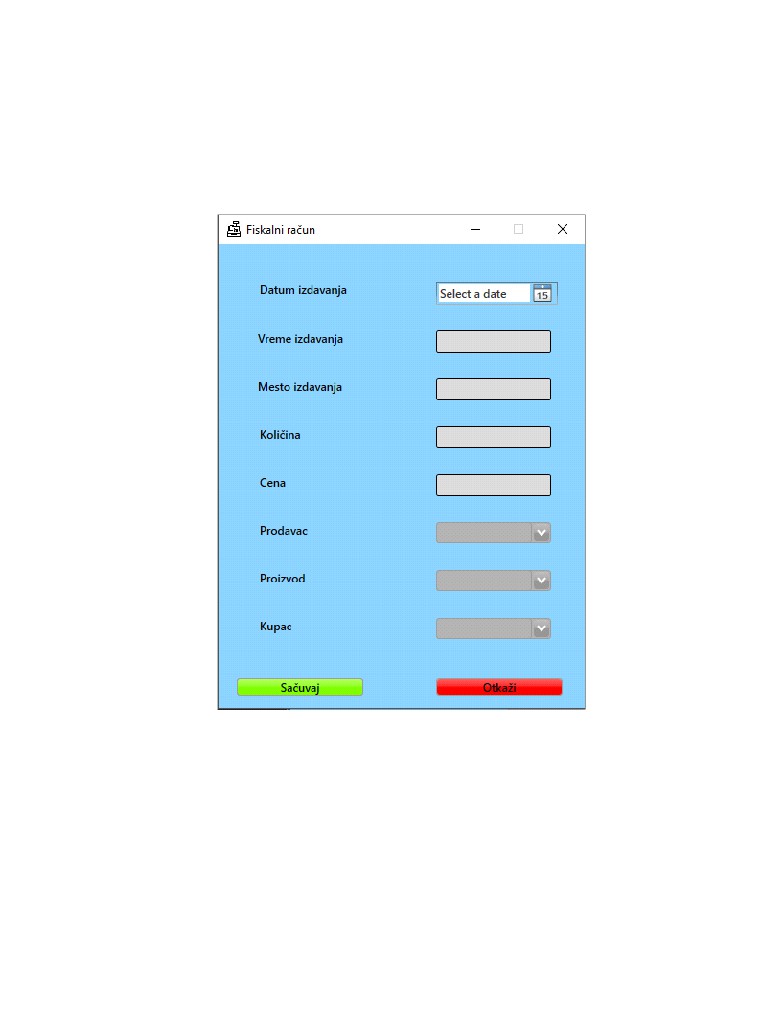 Fiskalni račun
Datum izdavanja
Select a date
15
Vreme izdavanja
Mesto izdavanja
Količina
Cena
Prodavac
Proizvod
Kupac
Sačuvaj
Otkaži